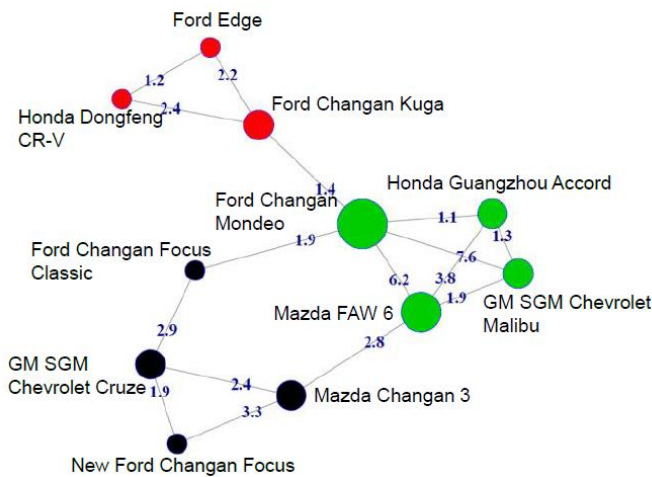 Ford Edge
1.2
2.2
2.4
Honda Dongfeng
CR-V
Ford Changan Kuga
1.4
Ford Changan
Mondeo
Honda Guangzhou Accord
1.1
1.3
7.6
1.9
Ford Changan Focus
Classic
6.2
3.8
1.9
Mazda FAW 6
GM SGM Chevrolet
Malibu
2.9
2.8
GM SGM
Chevrolet Cruze
2.4
1.9
Mazda Changan 3
3.3
New Ford Changan Focus